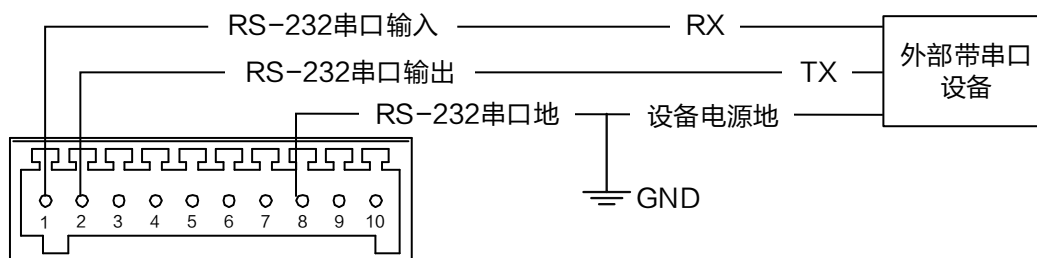 RS-232串口输入 RX
RS-232串口输出 TX
外部带串口
设备
RS-232串口地 设备电源地
GND
1 2 3 4 5 6 7 8 9 10